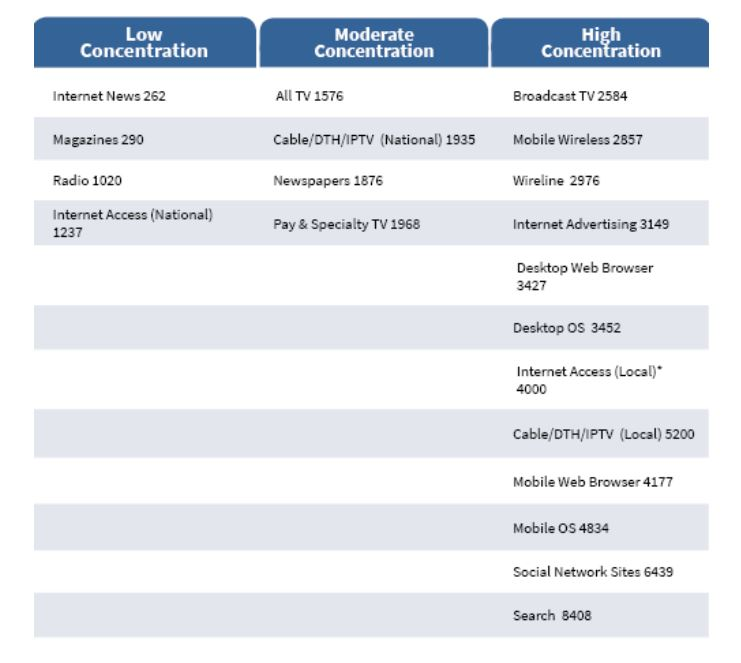 Low
Concentration
Moderate
Concentration
High
Concentration
Internet News 262
All TV 1576
Broadcast TV 2584
Magazines 290
Cable/DTH/IPTV (National) 1935
Mobile Wireless 2857
Radio 1020
Newspapers 1876
Wireline 2976
Internet Access (National)
1237
Pay & Specialty TV 1968
Internet Advertising 3149
Desktop Web Browser
3427
Desktop OS 3452
Internet Access (Local)*
4000
Cable/DTH/IPTV (Local) 5200
Mobile Web Browser 4177
Mobile OS 4834
Social Network Sites 6439
Search 8408